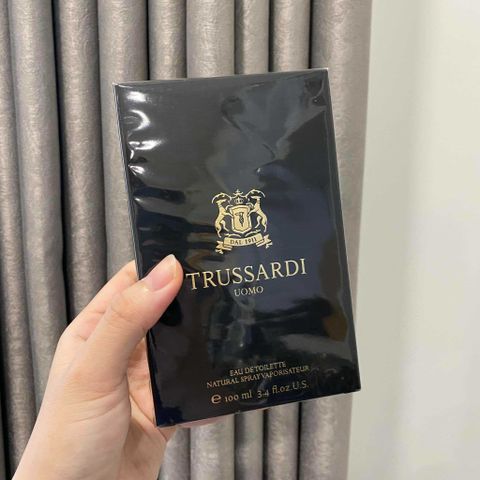 DAL 1911
TRUSSARDI
UOMO
EAU DE TOILETTE
NATURAL SPRAY VAPORISATEUR
℮ 100 ml 3.4 fl.oz.U.S.